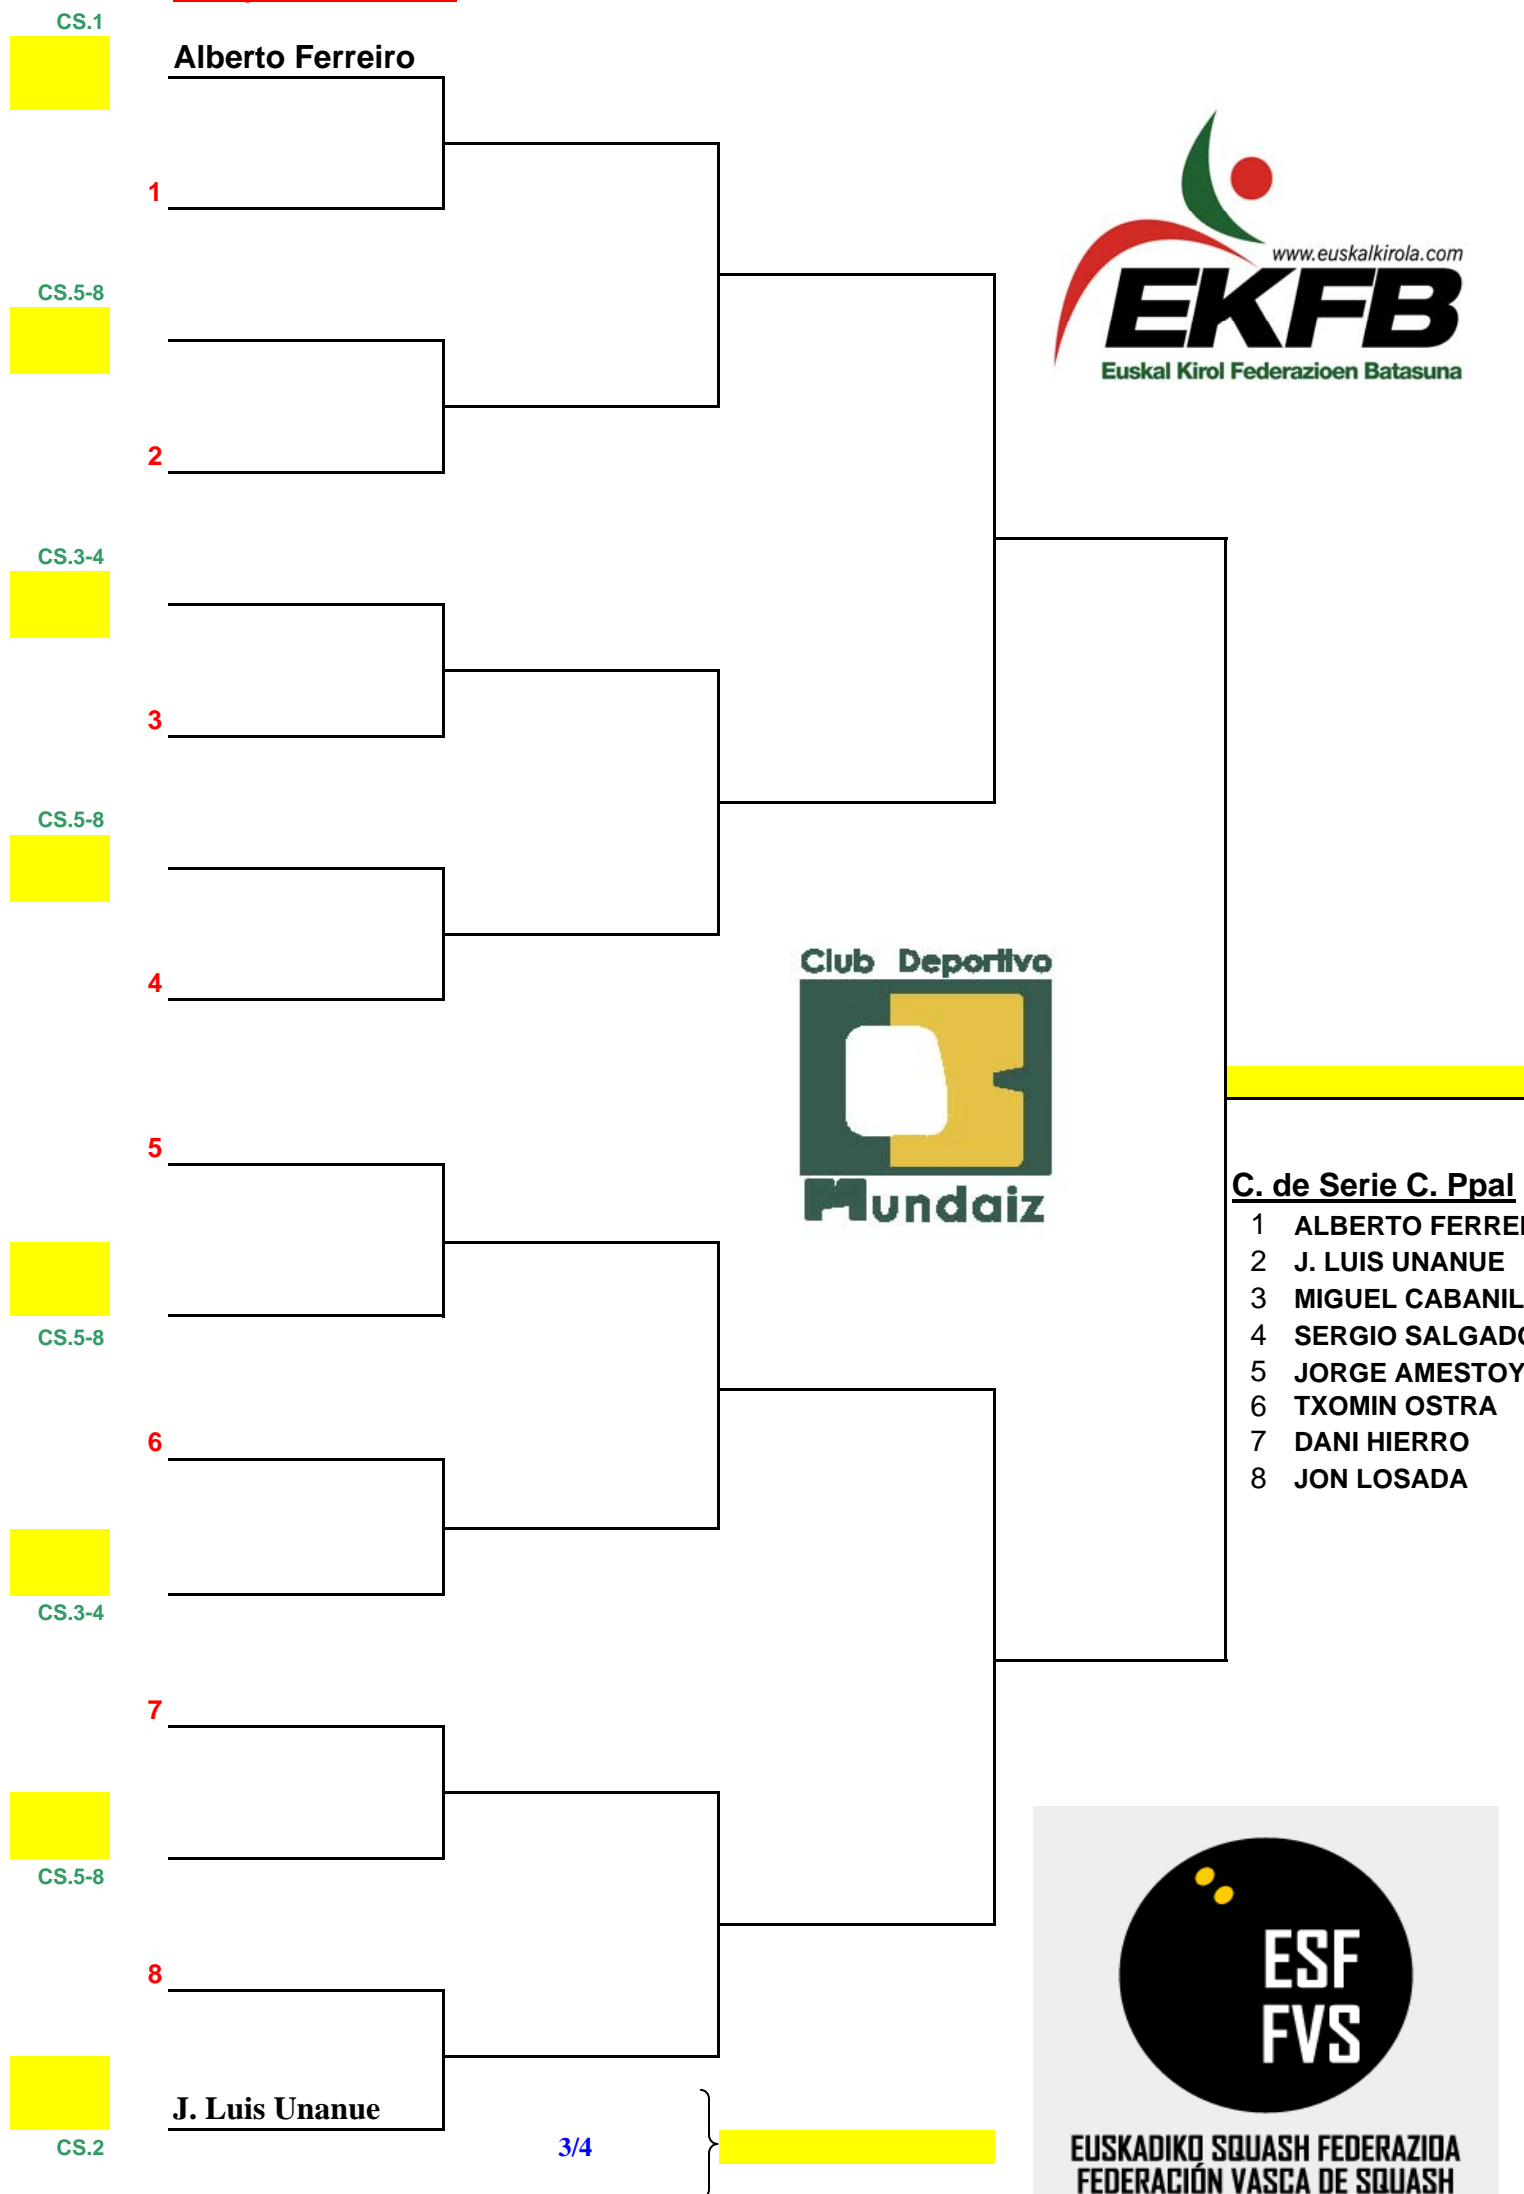 CS.1
Alberto Ferreiro
1
www.euskalkirola.com
EKFB
Euskal Kirol Federazioen Batasuna
CS.5-8
2
CS.3-4
3
CS.5-8
4
Club Deportivo
Mundaiz
5
C. de Serie C. Ppal
1 ALBERTO
2 J. LUIS UNANUE
3 MIGUEL
4 SERGIO
5 JORGE AMESTOY
6 TXOMIN OSTRA
7 DANI HIERRO
8 JON LOSADA
CS.5-8
6
CS.3-4
7
CS.5-8
8
J. Luis Unanue
CS.2
3/4
ESF
FVS
EUSKADIKO SQUASH FEDERAZIOA
FEDERACIÓN VASCA DE SQUASH